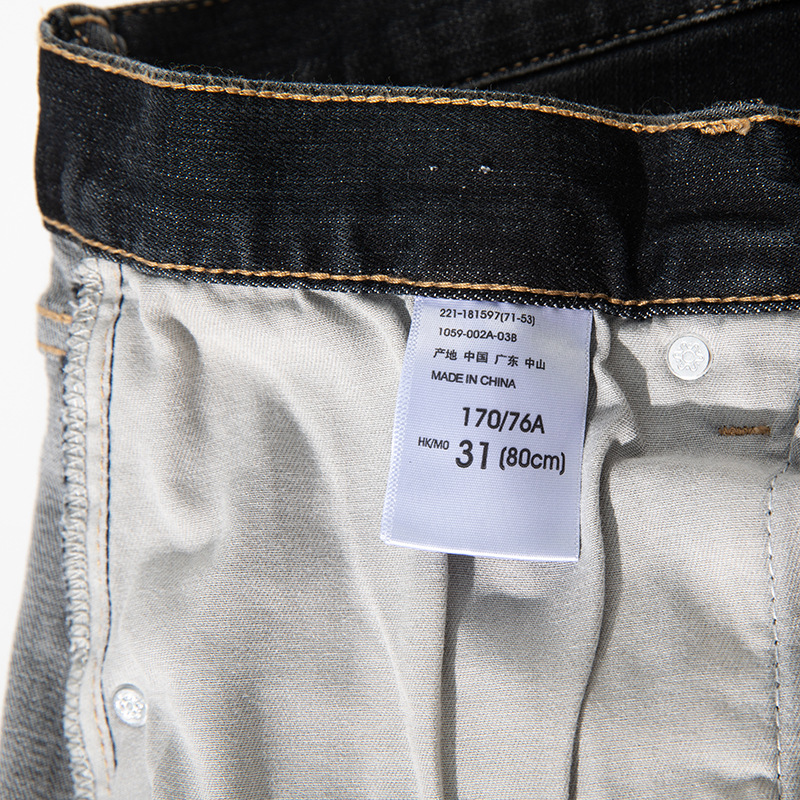 221-181597(71-53)
1059-002A-03B
产地 中国 广东 中山
MADE IN CHINA
170/76A
HK/MO 31 (80cm)